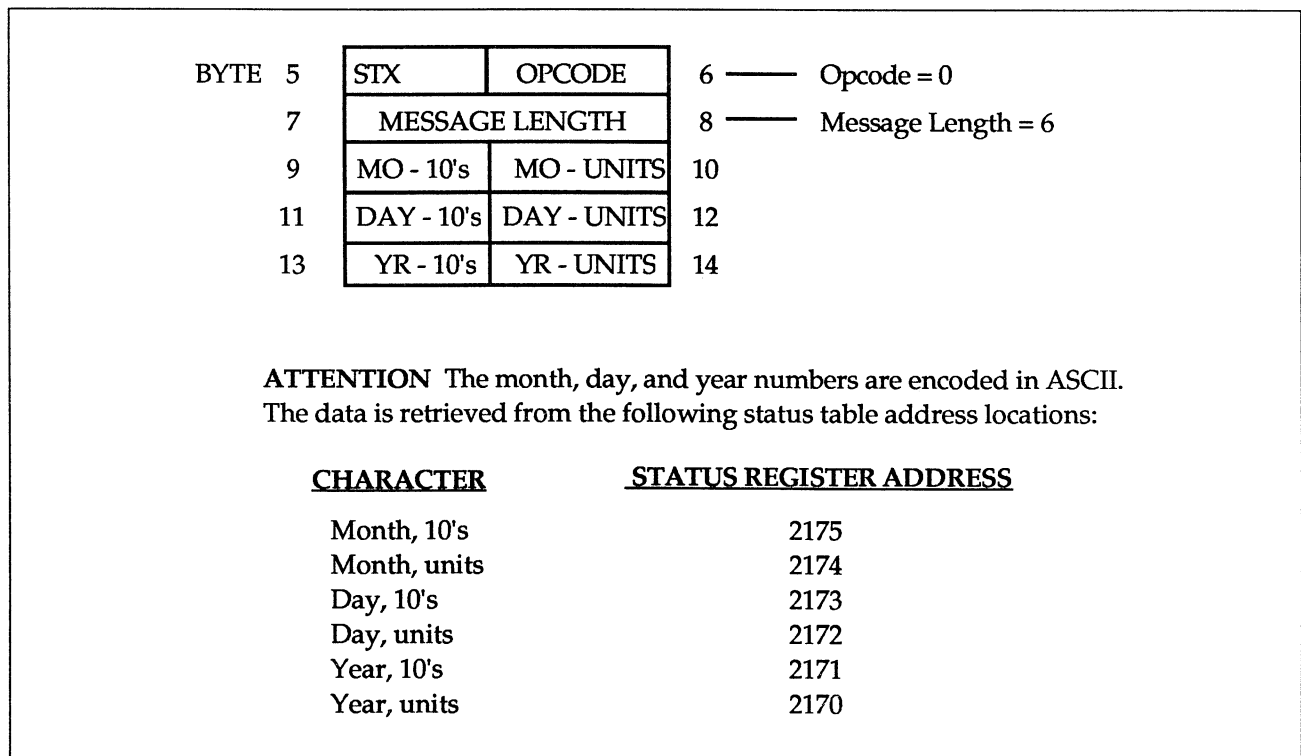 BYTE 5 STX OPCODE 6 Opcode = 0
7 MESSAGE LENGTH 8 Message Length = 6
9 MO - 10's MO - UNITS 10
11 DAY - 10's DAY - UNITS 12
13 YR - 10's YR - UNITS 14
ATTENTION The month, day, and year numbers are encoded in ASCII.
The data is retrieved from the following status table address locations:
CHARACTER STATUS REGISTER ADDRESS
Month, 10's 2175
Month, units 2174
Day, 10's 2173
Day, units 2172
Year, 10's 2171
Year, units 2170